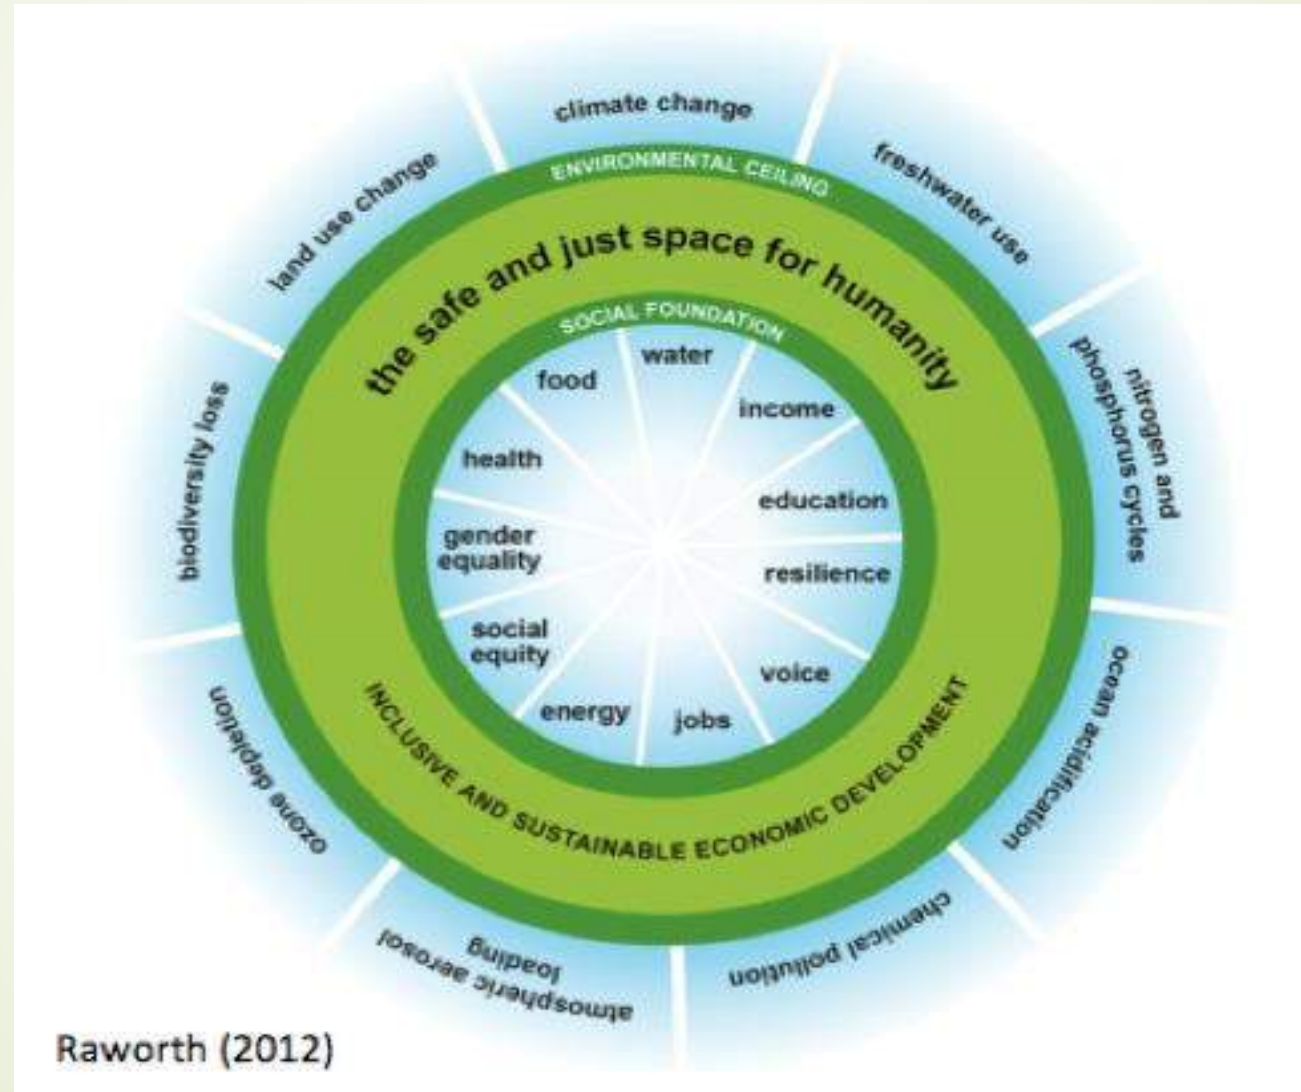 climate change
freshwater use
nitrogen and
phosphorus cycles
ocean acidification
chemical pollution
atmospheric aerosol
loading
ozone depletion
biodiversity loss
land use change
ENVIRONMENTAL CEILING
the safe and just space for humanity
SOCIAL FOUNDATION
water
income
education
resilience
voice
jobs
energy
social
equity
gender
equality
health
food
INCLUSIVE AND SUSTAINABLE ECONOMIC DEVELOPMENT
Raworth (2012)